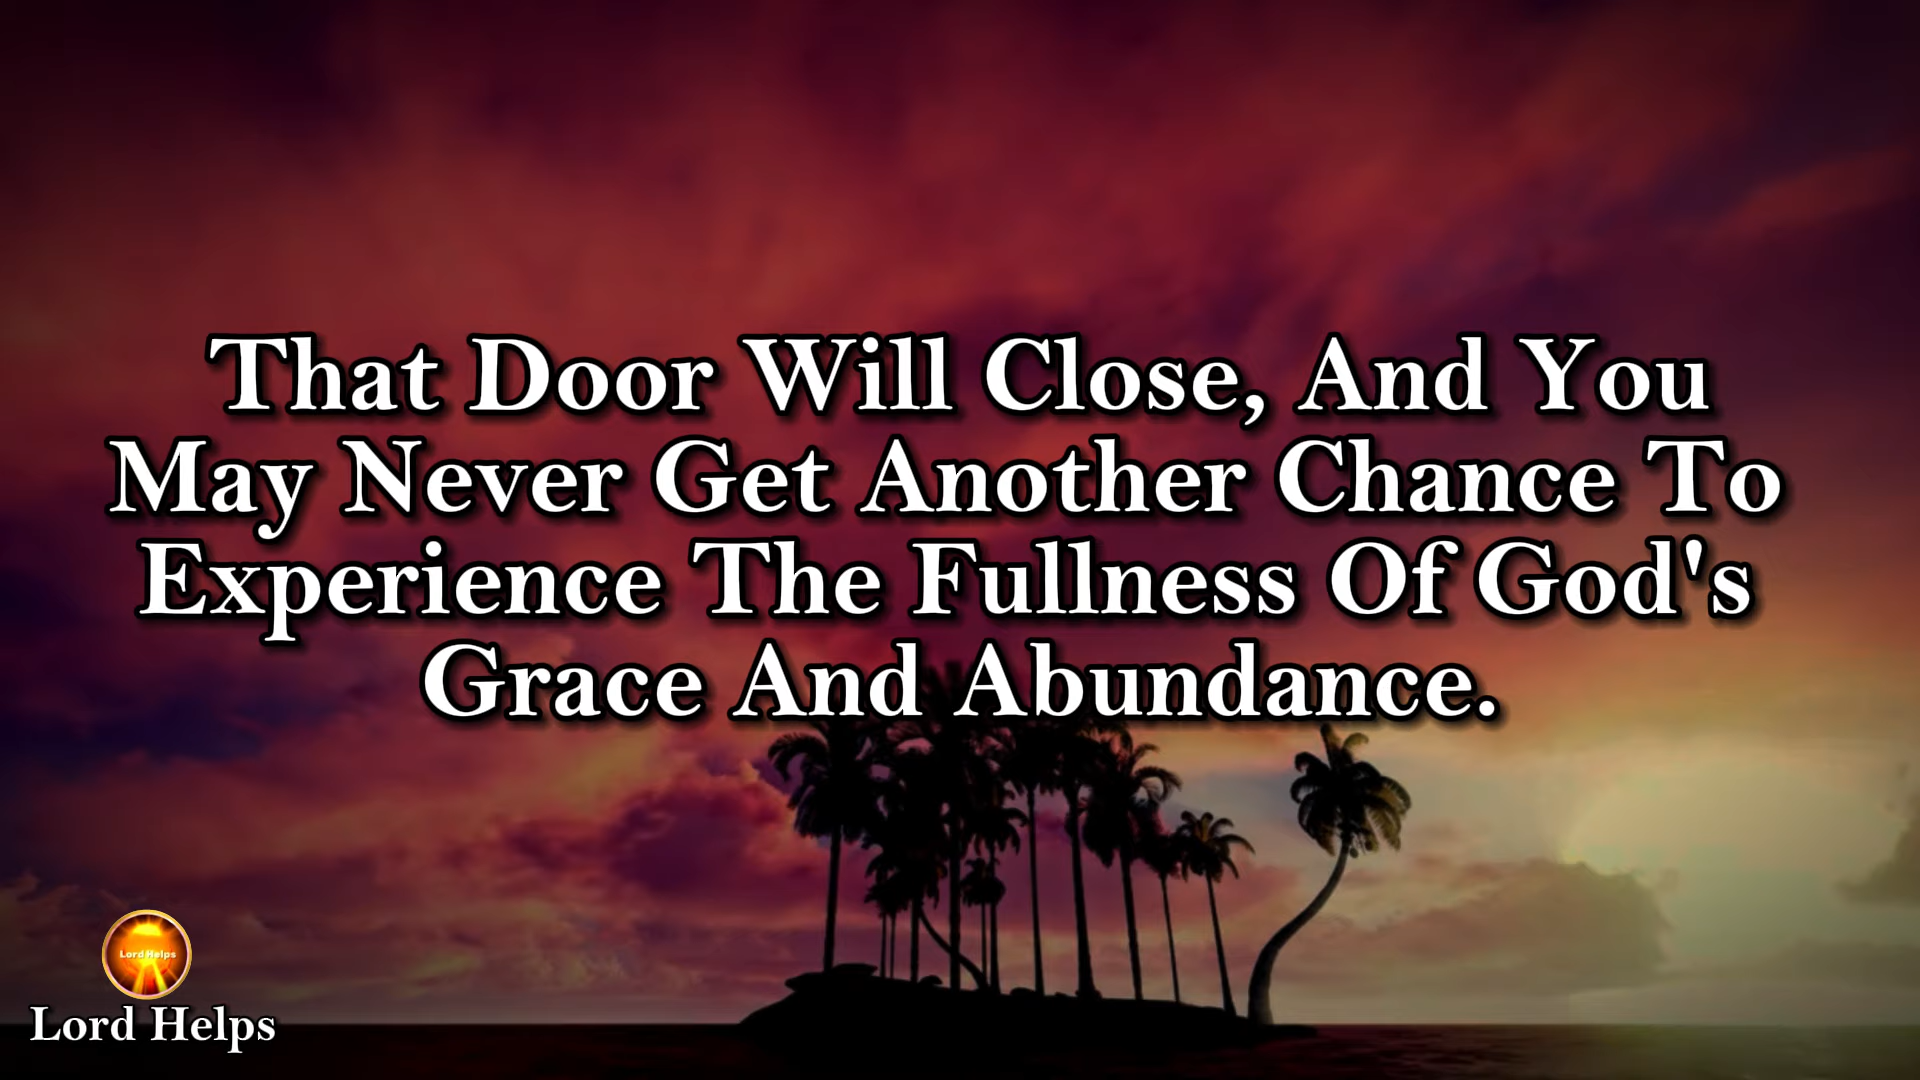 That Door Will Close, And You
May Never Get Another Chance To
Experience The Fullness Of God's
Grace And Abundance.
Lord Helps
Lord Helps